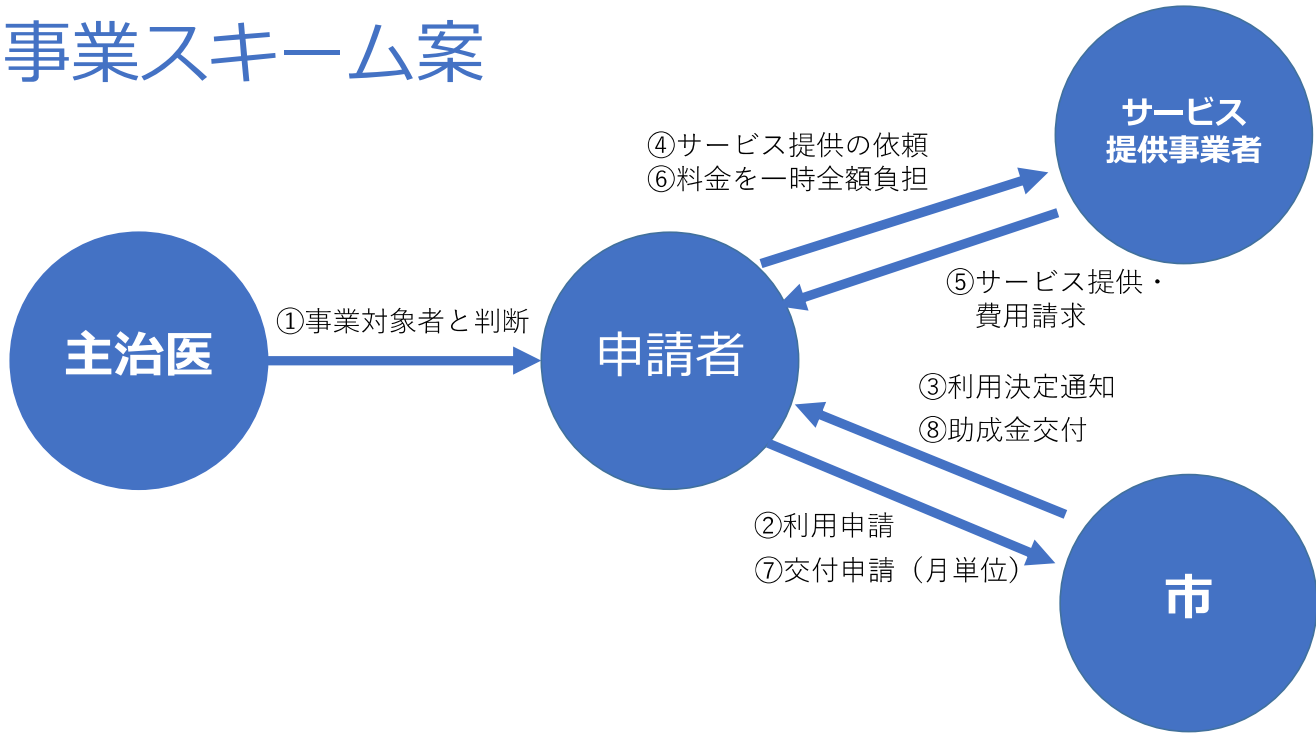 事業スキーム案
サービス
提供事業者
④サービス提供の依頼
⑥料金を一時全額負担
⑤サービス提供・
費用請求
①事業対象者と判断
主治医
申請者
③利用決定通知
⑧助成金交付
②利用申請
⑦交付申請（月単位）
市